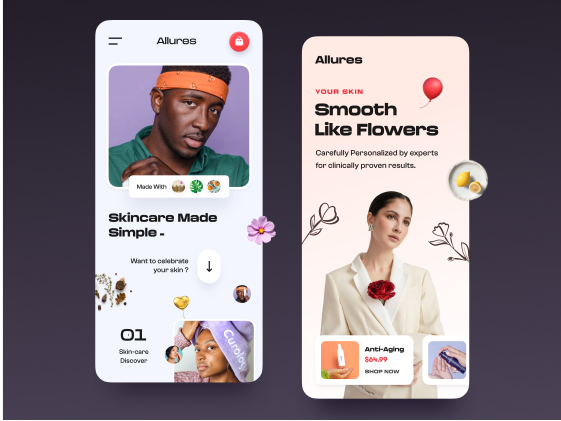 Allures
Made With
Skincare Made
Simple -
Want to celebrate
your skin ?
01
Skin-care
Discover
Curology
Allures
YOUR SKIN
Smooth
Like Flowers
Carefully Personalized by experts
for clinically proven results.
Anti-Aging
$64.99
SHOP NOW